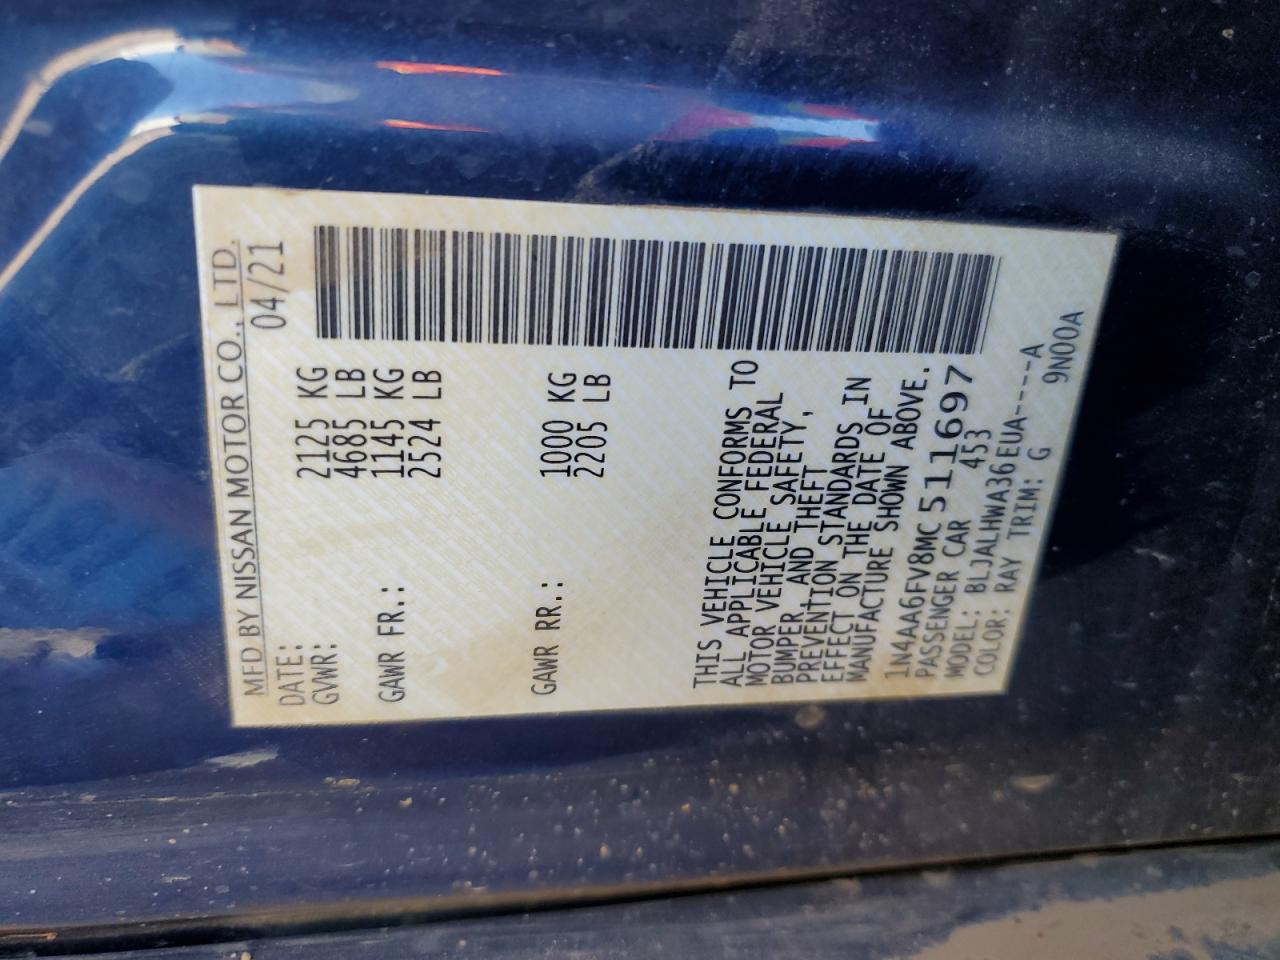 MFD BY NISSAN MOTOR CO., LTD.
DATE: 04/21
GVWR: 2125 KG
4685 LB
GAWR FR.: 1145 KG
2524 LB
GAWR RR.: 1000 KG
2205 LB
THIS VEHICLE CONFORMS TO
ALL APPLICABLE FEDERAL
MOTOR VEHICLE SAFETY,
BUMPER, AND THEFT
PREVENTION STANDARDS IN
EFFECT ON THE DATE OF
MANUFACTURE SHOWN ABOVE.
1N4AA6FV8MC511697
PASSENGER CAR 453
MODEL: BLJALHWA36EUA-----A
COLOR: RAY TRIM: G 9N00A